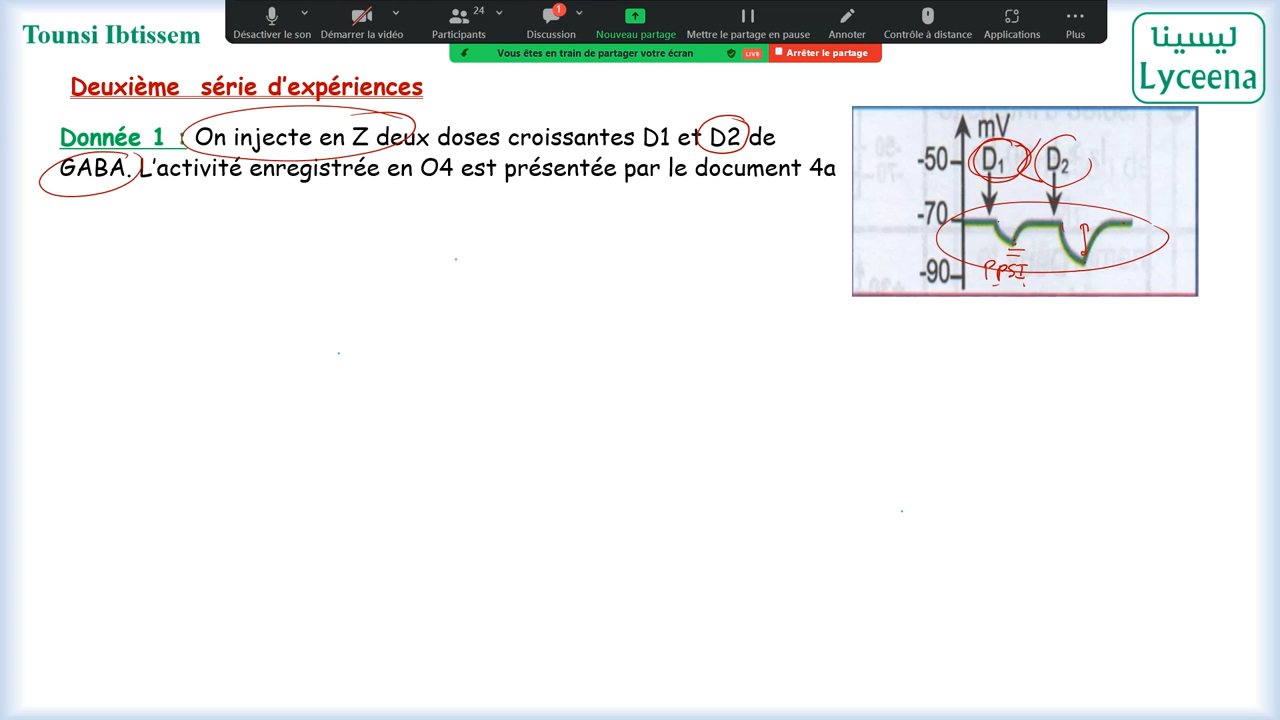 Tounsi Ibtissem
Désactiver le son
Démarrer la vidéo
24
Participants
1
Discussion
Nouveau partage
Mettre le partage en pause
Annoter
Contrôle à distance
Applications
Plus
Vous êtes en train de partager votre écran
LIVE
Arrêter le partage
ليسينا
Lyceena
Deuxième série d'expériences
Donnée 1 : On injecte en Z deux doses croissantes D1 et D2 de
GABA. L'activité enregistrée en O4 est présentée par le document 4a
mV
-50
D1
D2
-70
-90
PPSI